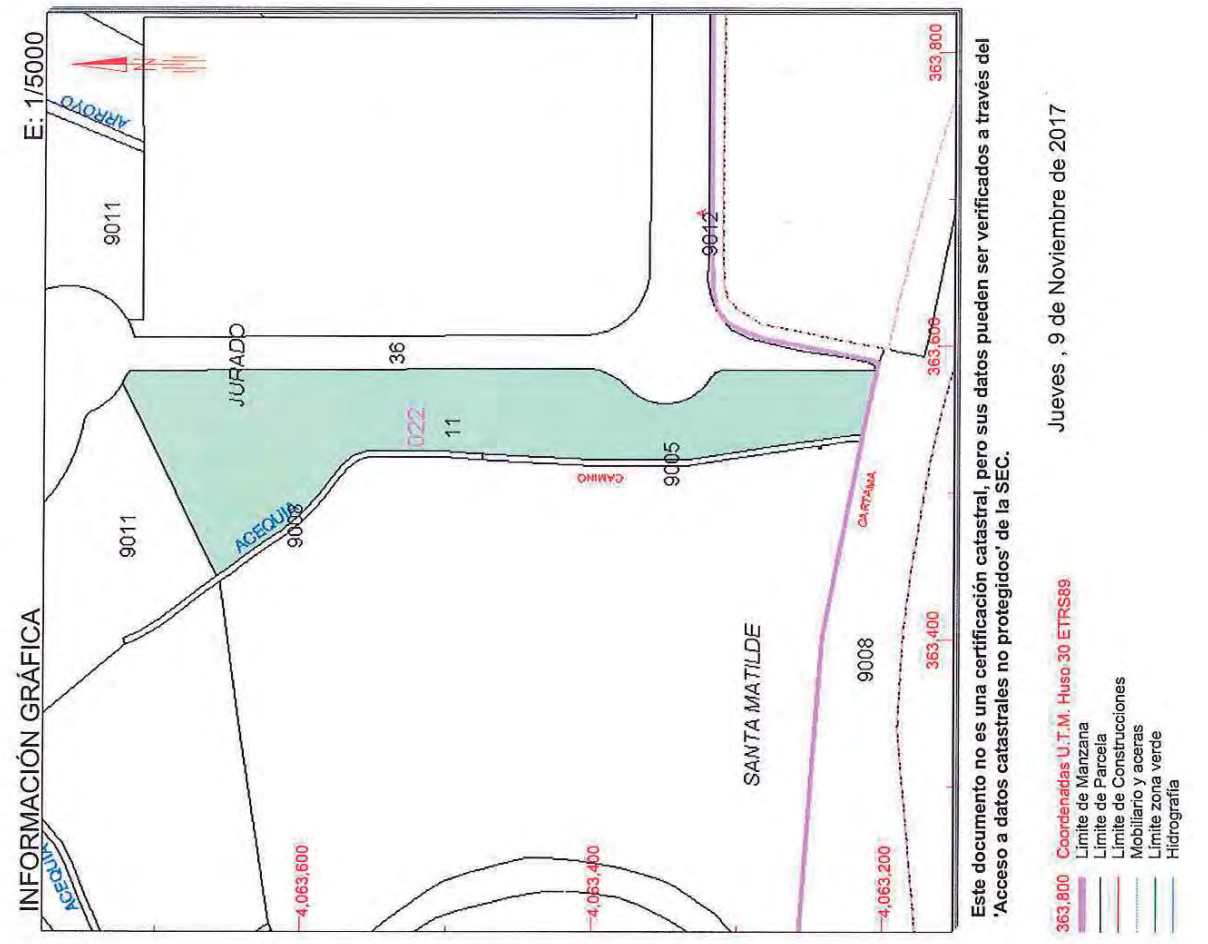 INFORMACIÓN GRÁFICA
E: 1/5000
ACEQUIA
ARROYO
N
9011
9011
JURADO
36
022
11
ACEQUIA
CAMINO
9005
9012
A
CARTAMA
SANTA MATILDE
9008
4,063,600
4,063,400
4,063,200
363,400
363,600
363,800
Este documento no es una certificación catastral, pero sus datos pueden ser verificados a través del
'Acceso a datos catastrales no protegidos' de la SEC.
363,800 Coordenadas U.T.M. Huso 30 ETRS89
Límite de Manzana
Límite de Parcela
Límite de Construcciones
Mobiliario y aceras
Límite zona verde
Hidrografía
Jueves , 9 de Noviembre de 2017